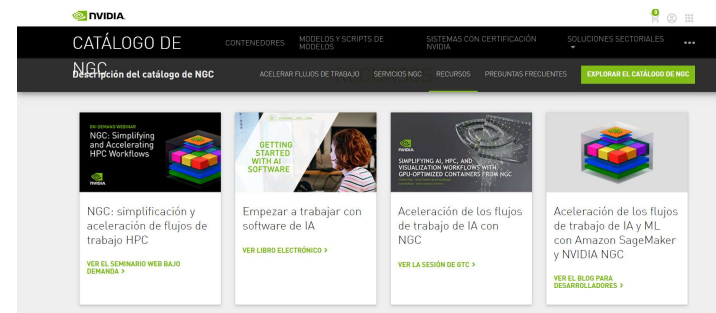 NVIDIA.
CATÁLOGO DE
NGC
CONTENEDORES
MODELOS Y SCRIPTS DE
MODELOS
SISTEMAS CON CERTIFICACIÓN
NVIDIA
SOLUCIONES SECTORIALES
Descripción del catálogo de NGC
ACELERAR FLUJOS DE TRABAJO
SERVICIOS NGC
RECURSOS
PREGUNTAS FRECUENTES
EXPLORAR EL CATÁLOGO DE NGC
ON-DEMAND WEBINAR
NGC: Simplifying
and Accelerating
HPC Workflows
NVIDIA
NGC: simplificación y
aceleración de flujos de
trabajo HPC
VER EL SEMINARIO WEB BAJO
DEMANDA >
GETTING
STARTED
WITH AI
SOFTWARE
Empezar a trabajar con
software de IA
VER LIBRO ELECTRÓNICO >
NVIDIA
SIMPLIFYING AI, HPC, AND
VISUALIZATION WORKFLOWS WITH
GPU-OPTIMIZED CONTAINERS FROM NGC
Aceleración de los flujos
de trabajo de IA con
NGC
VER LA SESIÓN DE GTC >
Aceleración de los flujos
de trabajo de IA y ML
con Amazon SageMaker
y NVIDIA NGC
VER EL BLOG PARA
DESARROLLADORES >